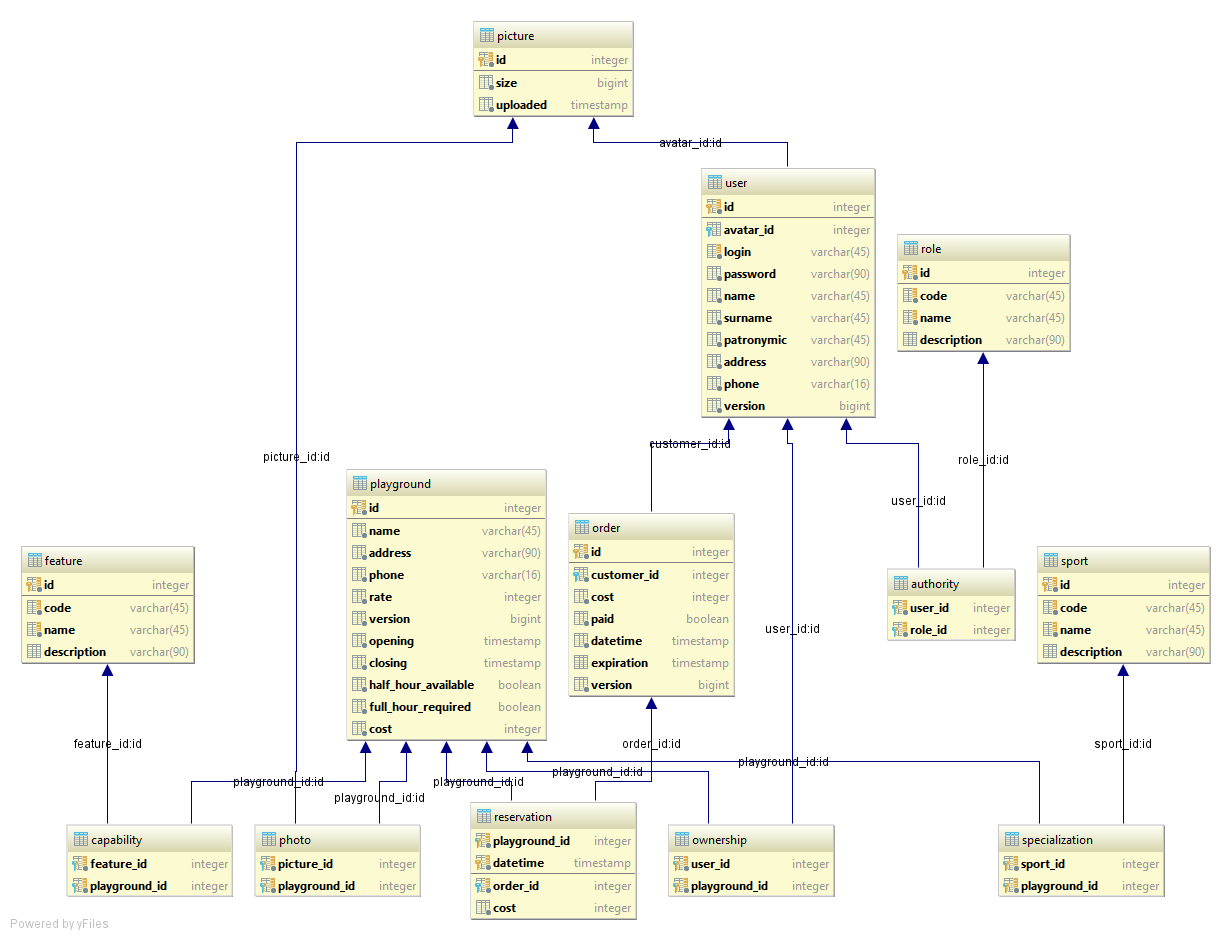 picture
id integer
size bigint
uploaded timestamp
avatar_id:id
user
id integer
avatar_id integer
login varchar(45)
password varchar(90)
name varchar(45)
surname varchar(45)
patronymic varchar(45)
address varchar(90)
phone varchar(16)
version bigint
role
id integer
code varchar(45)
name varchar(45)
description varchar(90)
customer_id:id
picture_id:id
role_id:id
user_id:id
playground
id integer
name varchar(45)
address varchar(90)
phone varchar(16)
rate integer
version bigint
opening timestamp
closing timestamp
half_hour_available boolean
full_hour_required boolean
cost integer
order
id integer
customer_id integer
cost integer
paid boolean
datetime timestamp
expiration timestamp
version bigint
feature
id integer
code varchar(45)
name varchar(45)
description varchar(90)
authority
user_id integer
role_id integer
sport
id integer
code varchar(45)
name varchar(45)
description varchar(90)
user_id:id
feature_id:id
order_id:id
sport_id:id
playground_id:id
playground_id:id
playground_id:id
playground_id:id
playground_id:id
capability
feature_id integer
playground_id integer
photo
picture_id integer
playground_id integer
reservation
playground_id integer
datetime timestamp
order_id integer
cost integer
ownership
user_id integer
playground_id integer
specialization
sport_id integer
playground_id integer
Powered by yFiles